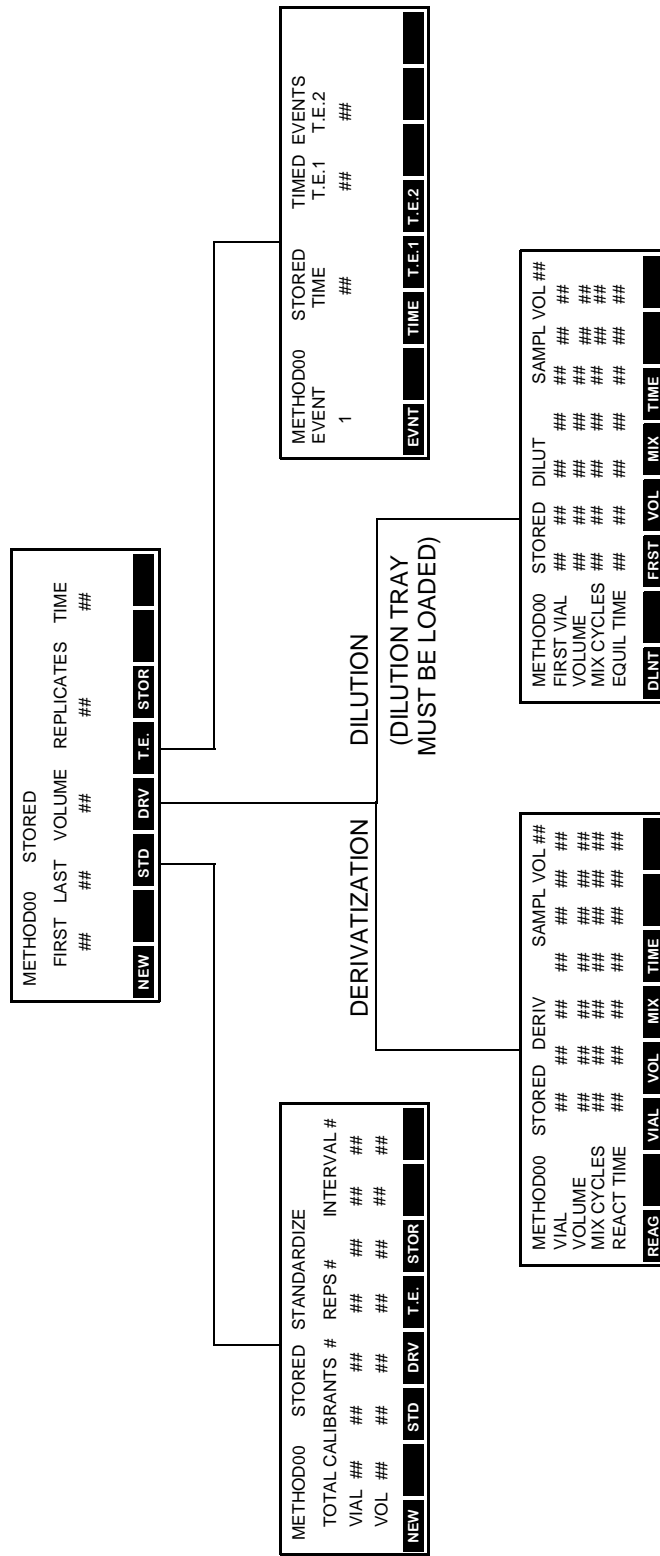 METHOD00 STORED
FIRST LAST VOLUME REPLICATES TIME
## ## ## ## ##
NEW STD DRV T.E. STOR
METHOD00 STORED STANDARDIZE
TOTAL CALIBRANTS # REPS # INTERVAL #
VIAL ## ## ## ## ## ## ##
VOL ## ## ## ## ## ## ##
NEW STD DRV T.E. STOR
METHOD00 STORED TIMED EVENTS
EVENT TIME T.E.1 T.E.2
1 ## ## ##
EVNT TIME T.E.1 T.E.2
DERIVATIZATION
DILUTION
(DILUTION TRAY
MUST BE LOADED)
METHOD00 STORED DERIV SAMPL VOL ##
VIAL ## ## ## ## ## ## ##
VOLUME ## ## ## ## ## ## ##
MIX CYCLES ## ## ## ## ## ## ##
REACT TIME ## ## ## ## ## ## ##
REAG VIAL VOL MIX TIME
METHOD00 STORED DILUT SAMPL VOL ##
FIRST VIAL ## ## ## ## ## ## ##
VOLUME ## ## ## ## ## ## ##
MIX CYCLES ## ## ## ## ## ## ##
EQUIL TIME ## ## ## ## ## ## ##
DLNT FRST VOL MIX TIME